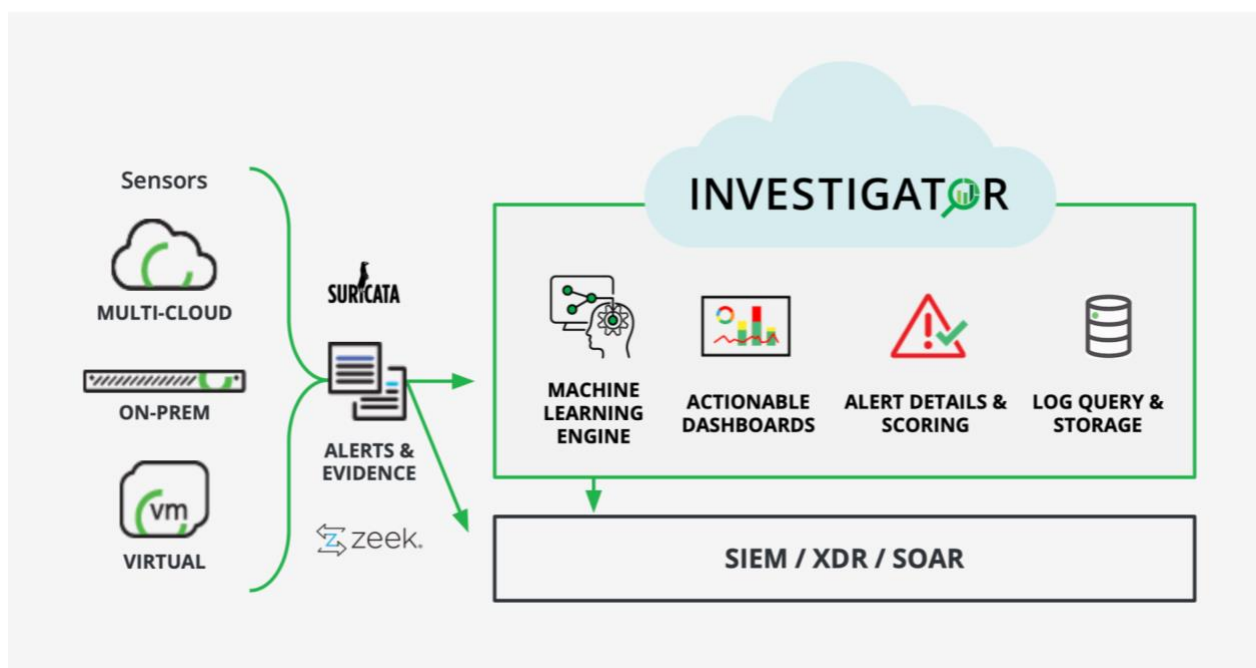 Sensors
MULTI-CLOUD
ON-PREM
vm
VIRTUAL
SURICATA
ALERTS &
EVIDENCE
zeek.
INVESTIGATOR
MACHINE
LEARNING
ENGINE
ACTIONABLE
DASHBOARDS
ALERT DETAILS &
SCORING
LOG QUERY &
STORAGE
SIEM / XDR / SOAR